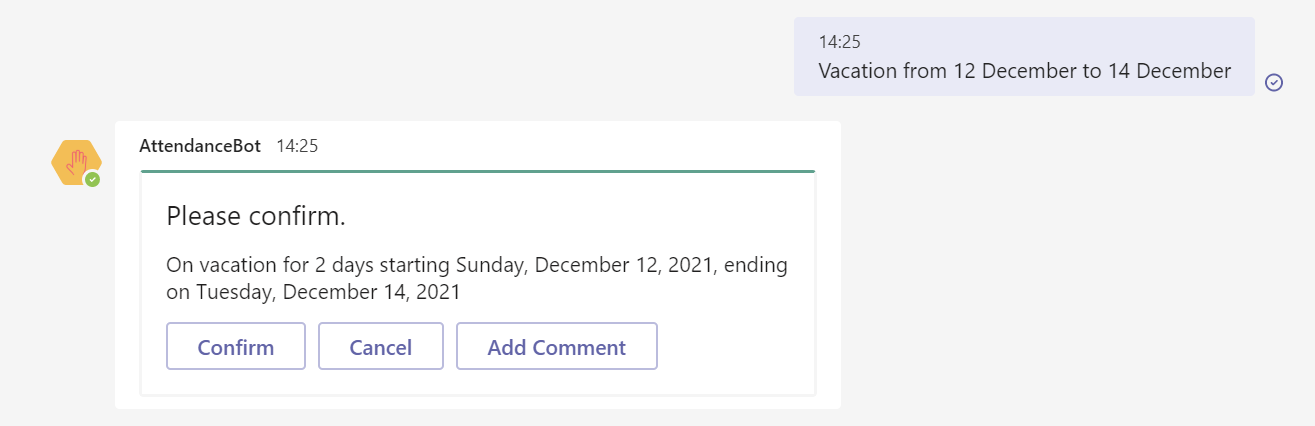 14:25
Vacation from 12 December to 14 December
AttendanceBot 14:25
Please confirm.
On vacation for 2 days starting Sunday, December 12, 2021, ending
on Tuesday, December 14, 2021
Confirm Cancel Add Comment